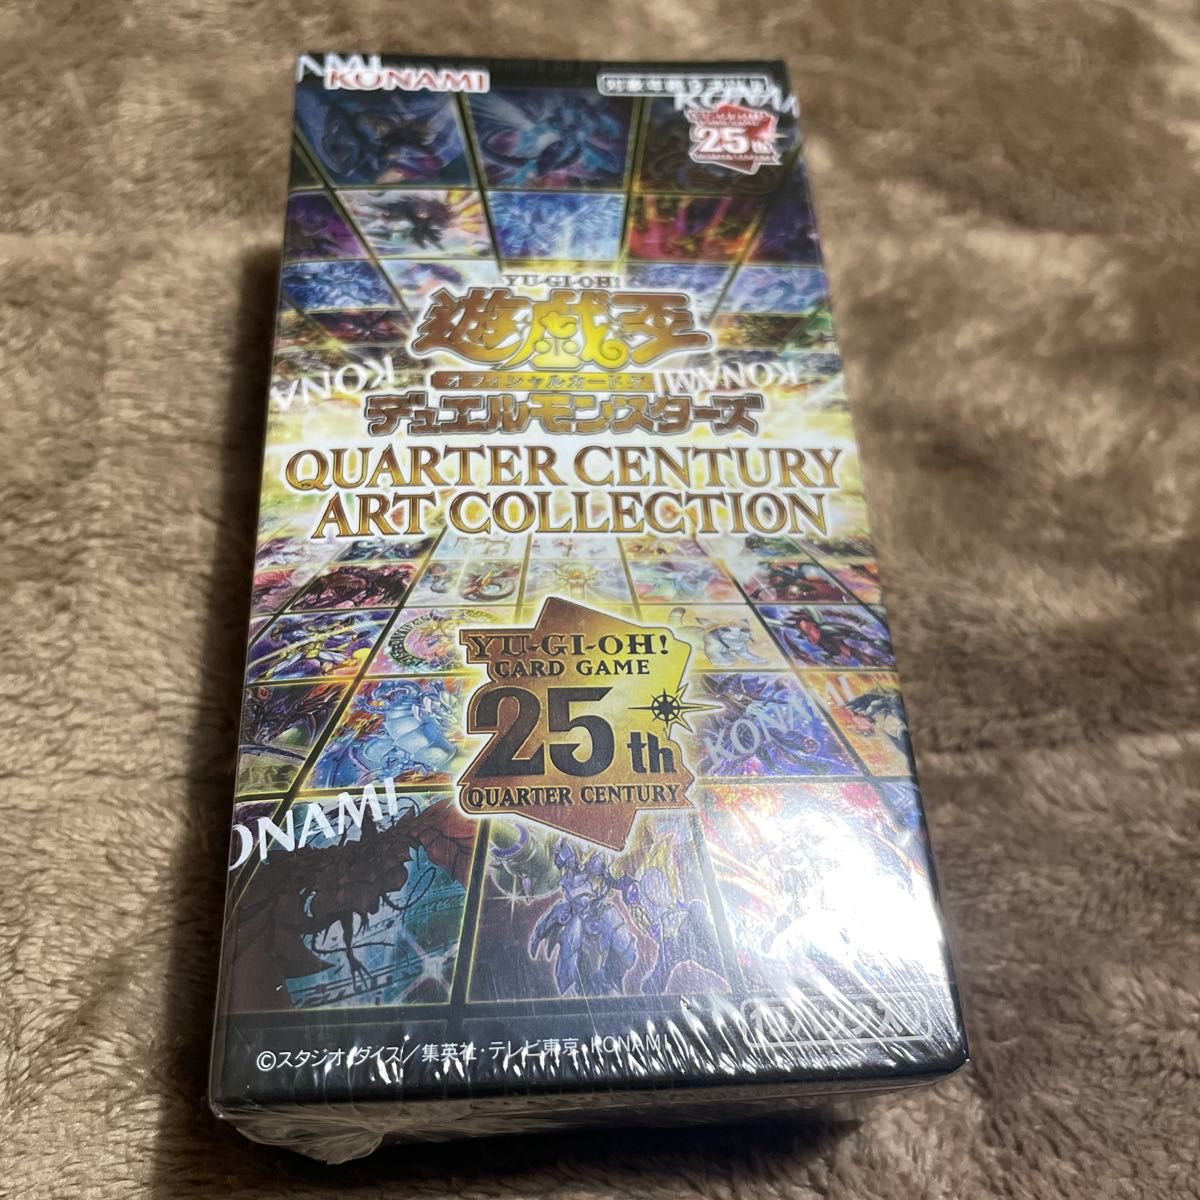 KONAMI
YU-GI-OH!
遊戯王
オフィシャルカードゲーム
デュエルモンスターズ
KONAMI
QUARTER CENTURY
ART COLLECTION
YU-GI-OH!
CARD GAME
25th
QUARTER CENTURY
KONAMI
25th
KONAMI
©スタジオ・ダイス／集英社・テレビ東京・KONAMI